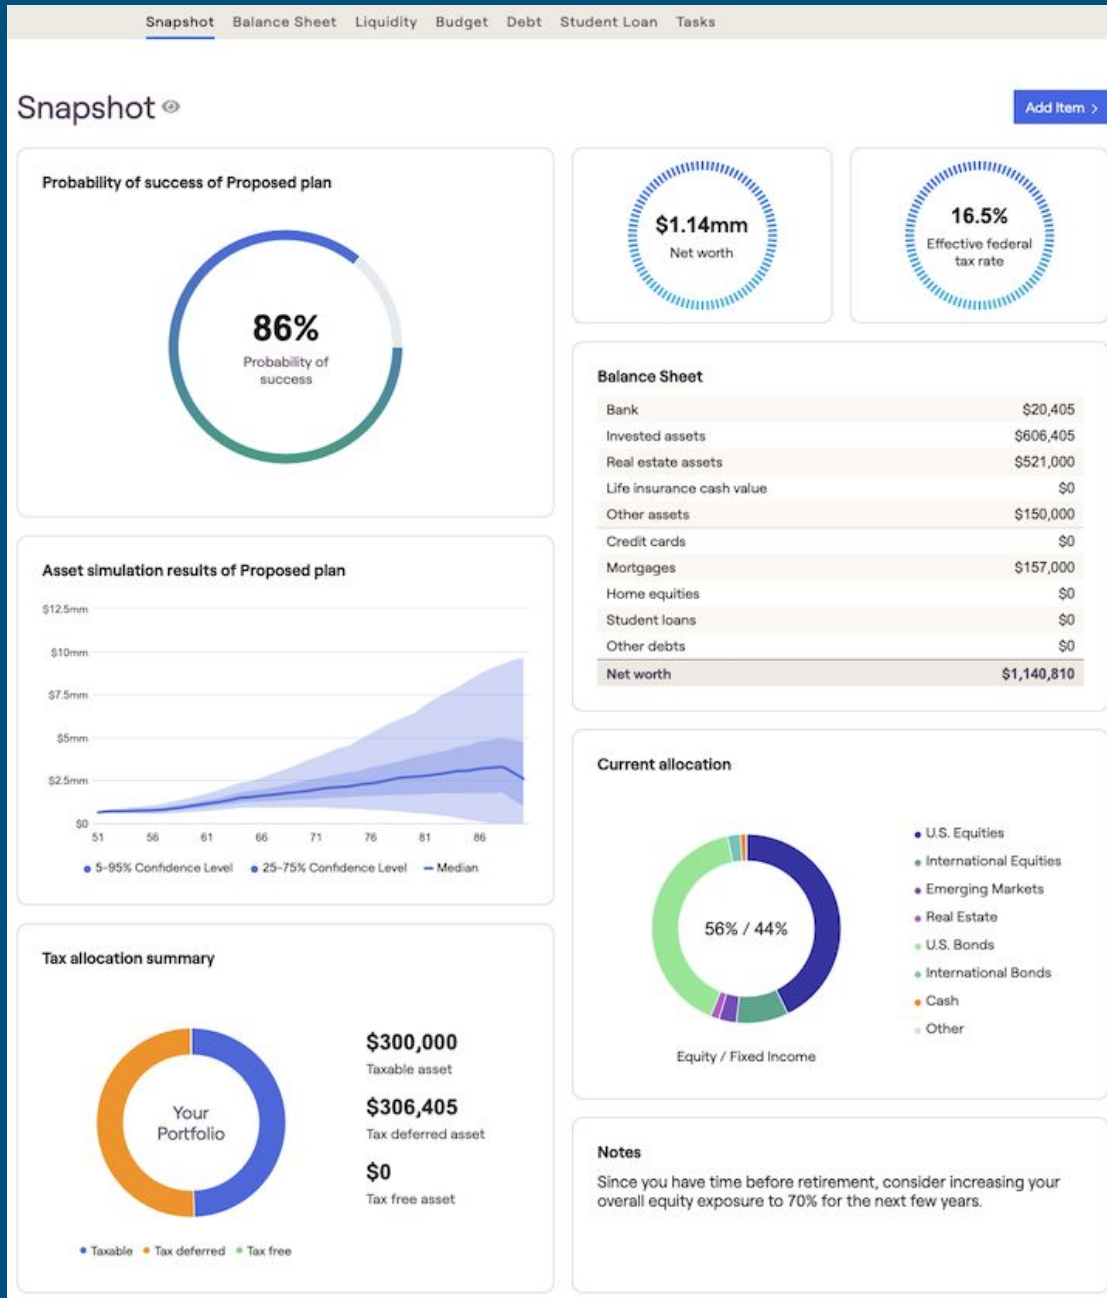 Snapshot Balance Sheet Liquidity Budget Debt Student Loan Tasks
Snapshot
Add Item >
Probability of success of Proposed plan
86%
Probability of
success
$1.14mm
Net worth
16.5%
Effective federal
tax rate
Balance Sheet
Bank $20,405
Invested assets $606,405
Real estate assets $521,000
Life insurance cash value $0
Other assets $150,000
Credit cards $0
Mortgages $157,000
Home equities $0
Student loans $0
Other debts $0
Net worth $1,140,810
Asset simulation results of Proposed plan
$12.5mm
$10mm
$7.5mm
$5mm
$2.5mm
$0
51 56 61 66 71 76 81 86
5-95% Confidence Level 25-75% Confidence Level Median
Current allocation
56% / 44%
Equity / Fixed Income
U.S. Equities
International Equities
Emerging Markets
Real Estate
U.S. Bonds
International Bonds
Cash
Other
Tax allocation summary
Your
Portfolio
$300,000
Taxable asset
$306,405
Tax deferred asset
$0
Tax free asset
Taxable Tax deferred Tax free
Notes
Since you have time before retirement, consider increasing your
overall equity exposure to 70% for the next few years.